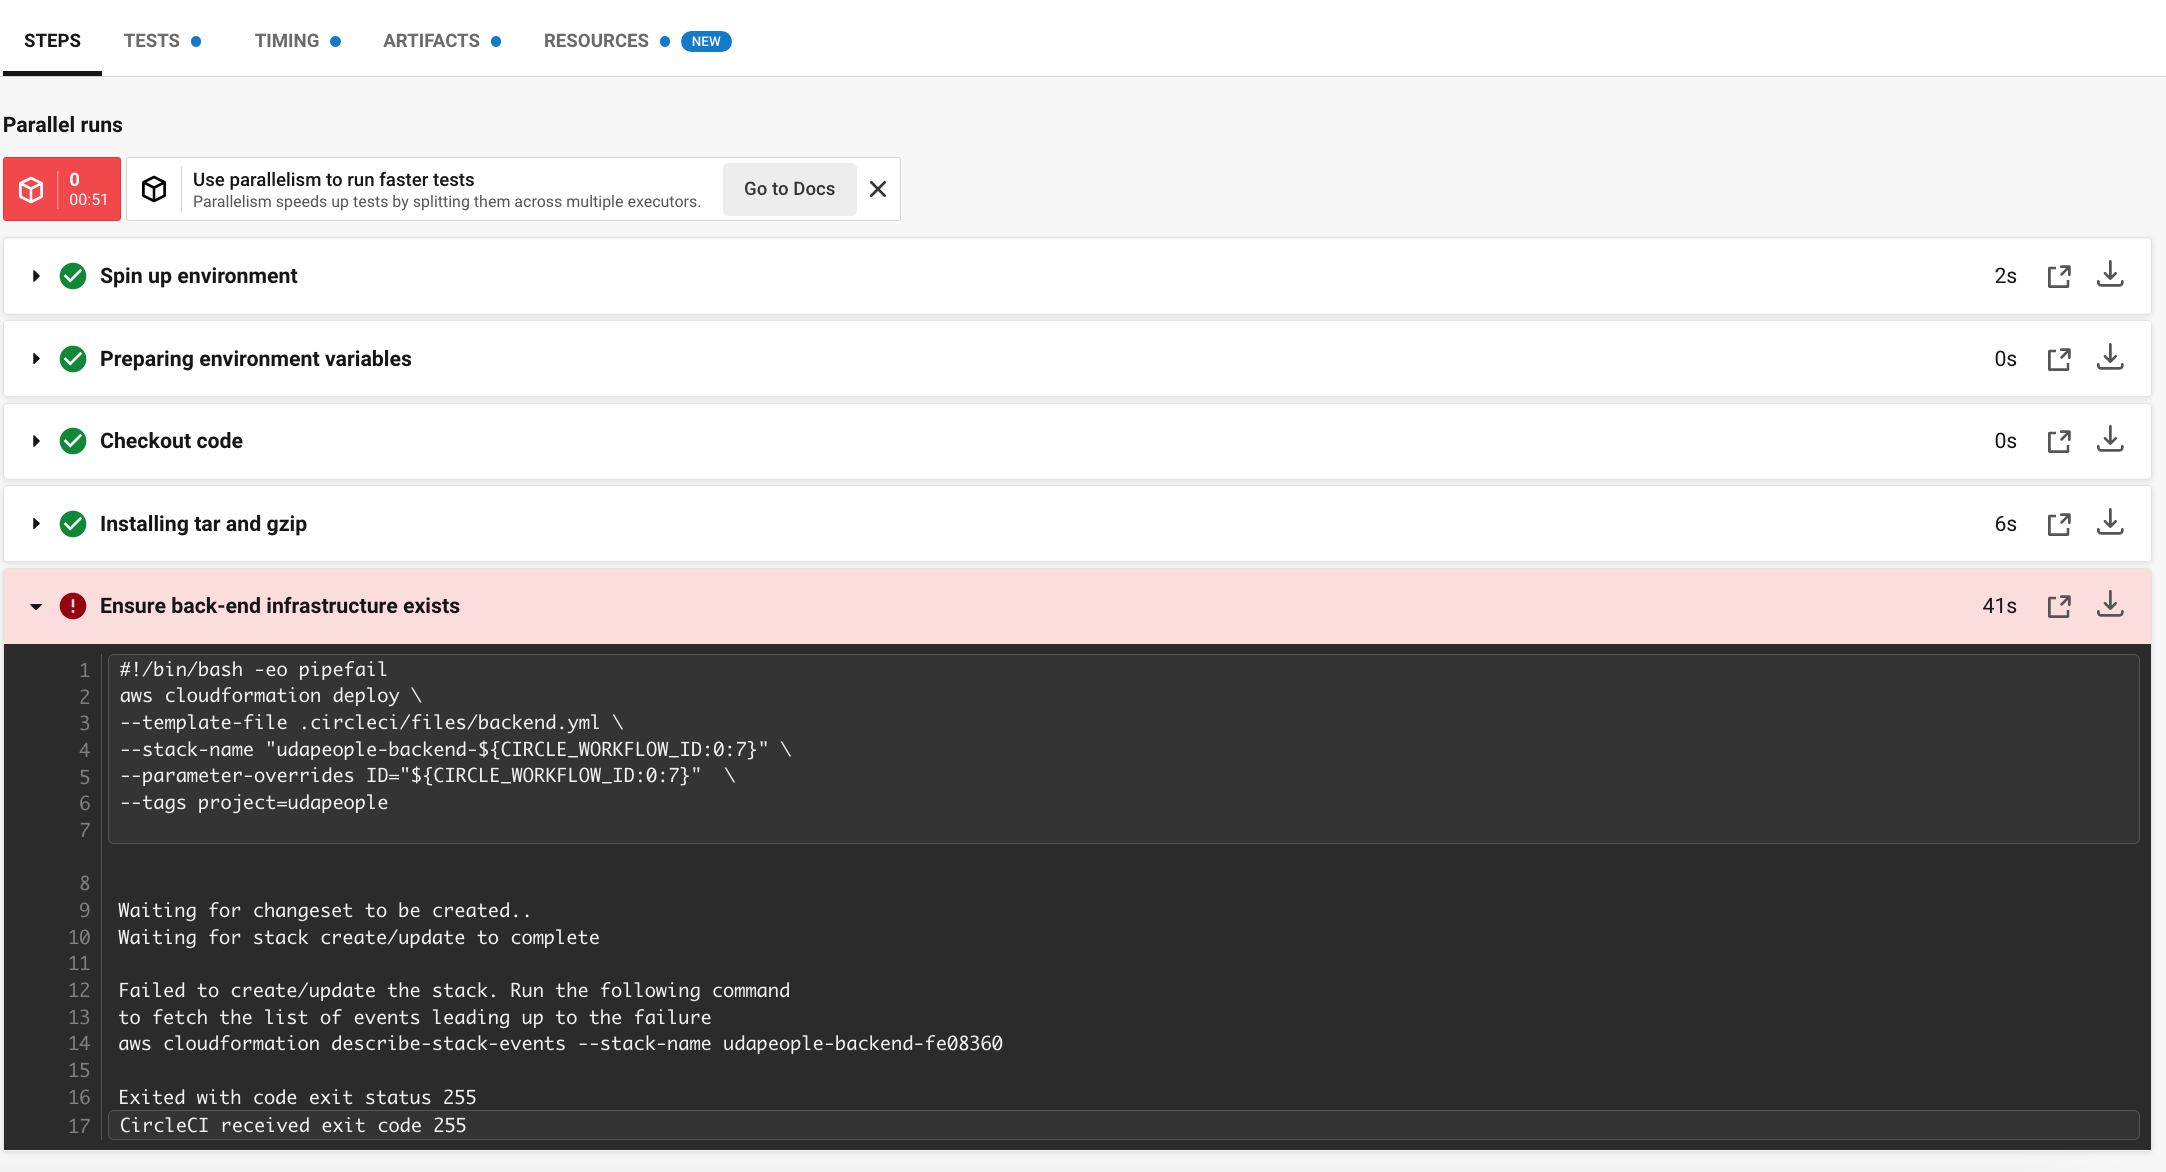 STEPS TESTS TIMING ARTIFACTS RESOURCES NEW
Parallel runs
0
00:51
Use parallelism to run faster tests
Parallelism speeds up tests by splitting them across multiple executors.
Go to Docs
Spin up environment 2s
Preparing environment variables 0s
Checkout code 0s
Installing tar and gzip 6s
Ensure back-end infrastructure exists 41s
1 #!/bin/bash -eo pipefail
2 aws cloudformation deploy \
3 --template-file .circleci/files/backend.yml \
4 --stack-name "udapeople-backend-${CIRCLE_WORKFLOW_ID:0:7}" \
5 --parameter-overrides ID="${CIRCLE_WORKFLOW_ID:0:7}"  \
6 --tags project=udapeople
7
8
9 Waiting for changeset to be created..
10 Waiting for stack create/update to complete
11
12 Failed to create/update the stack. Run the following command
13 to fetch the list of events leading up to the failure
14 aws cloudformation describe-stack-events --stack-name udapeople-backend-fe08360
15
16 Exited with code exit status 255
17 CircleCI received exit code 255